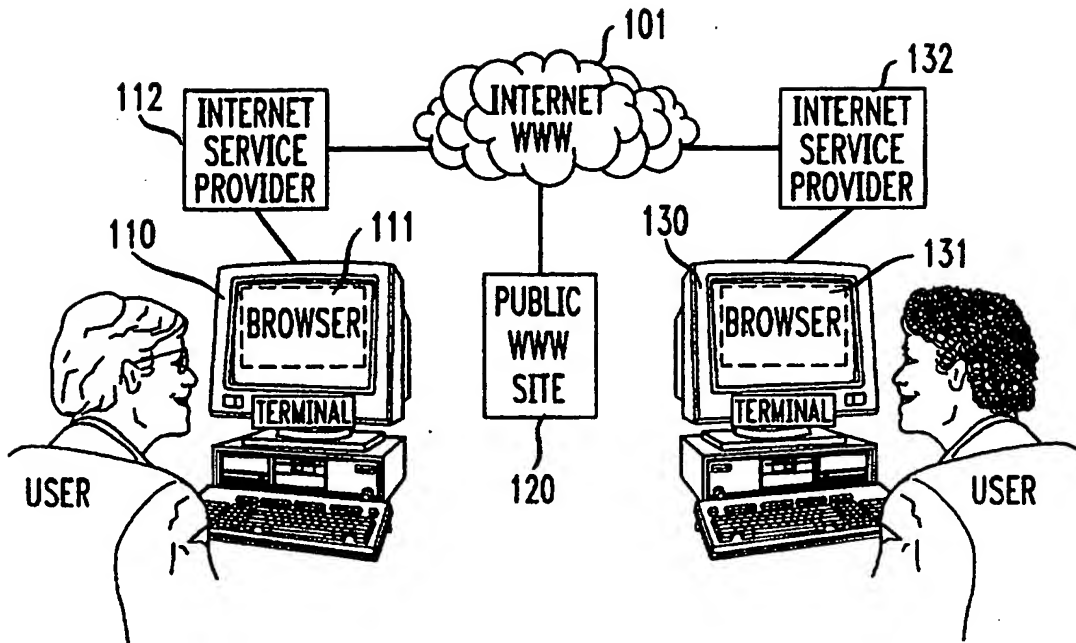 101
132
112
INTERNET
SERVICE
PROVIDER
INTERNET
WWW
INTERNET
SERVICE
PROVIDER
110
111
130
131
BROWSER
PUBLIC
WWW
SITE
BROWSER
TERMINAL
TERMINAL
USER
120
USER